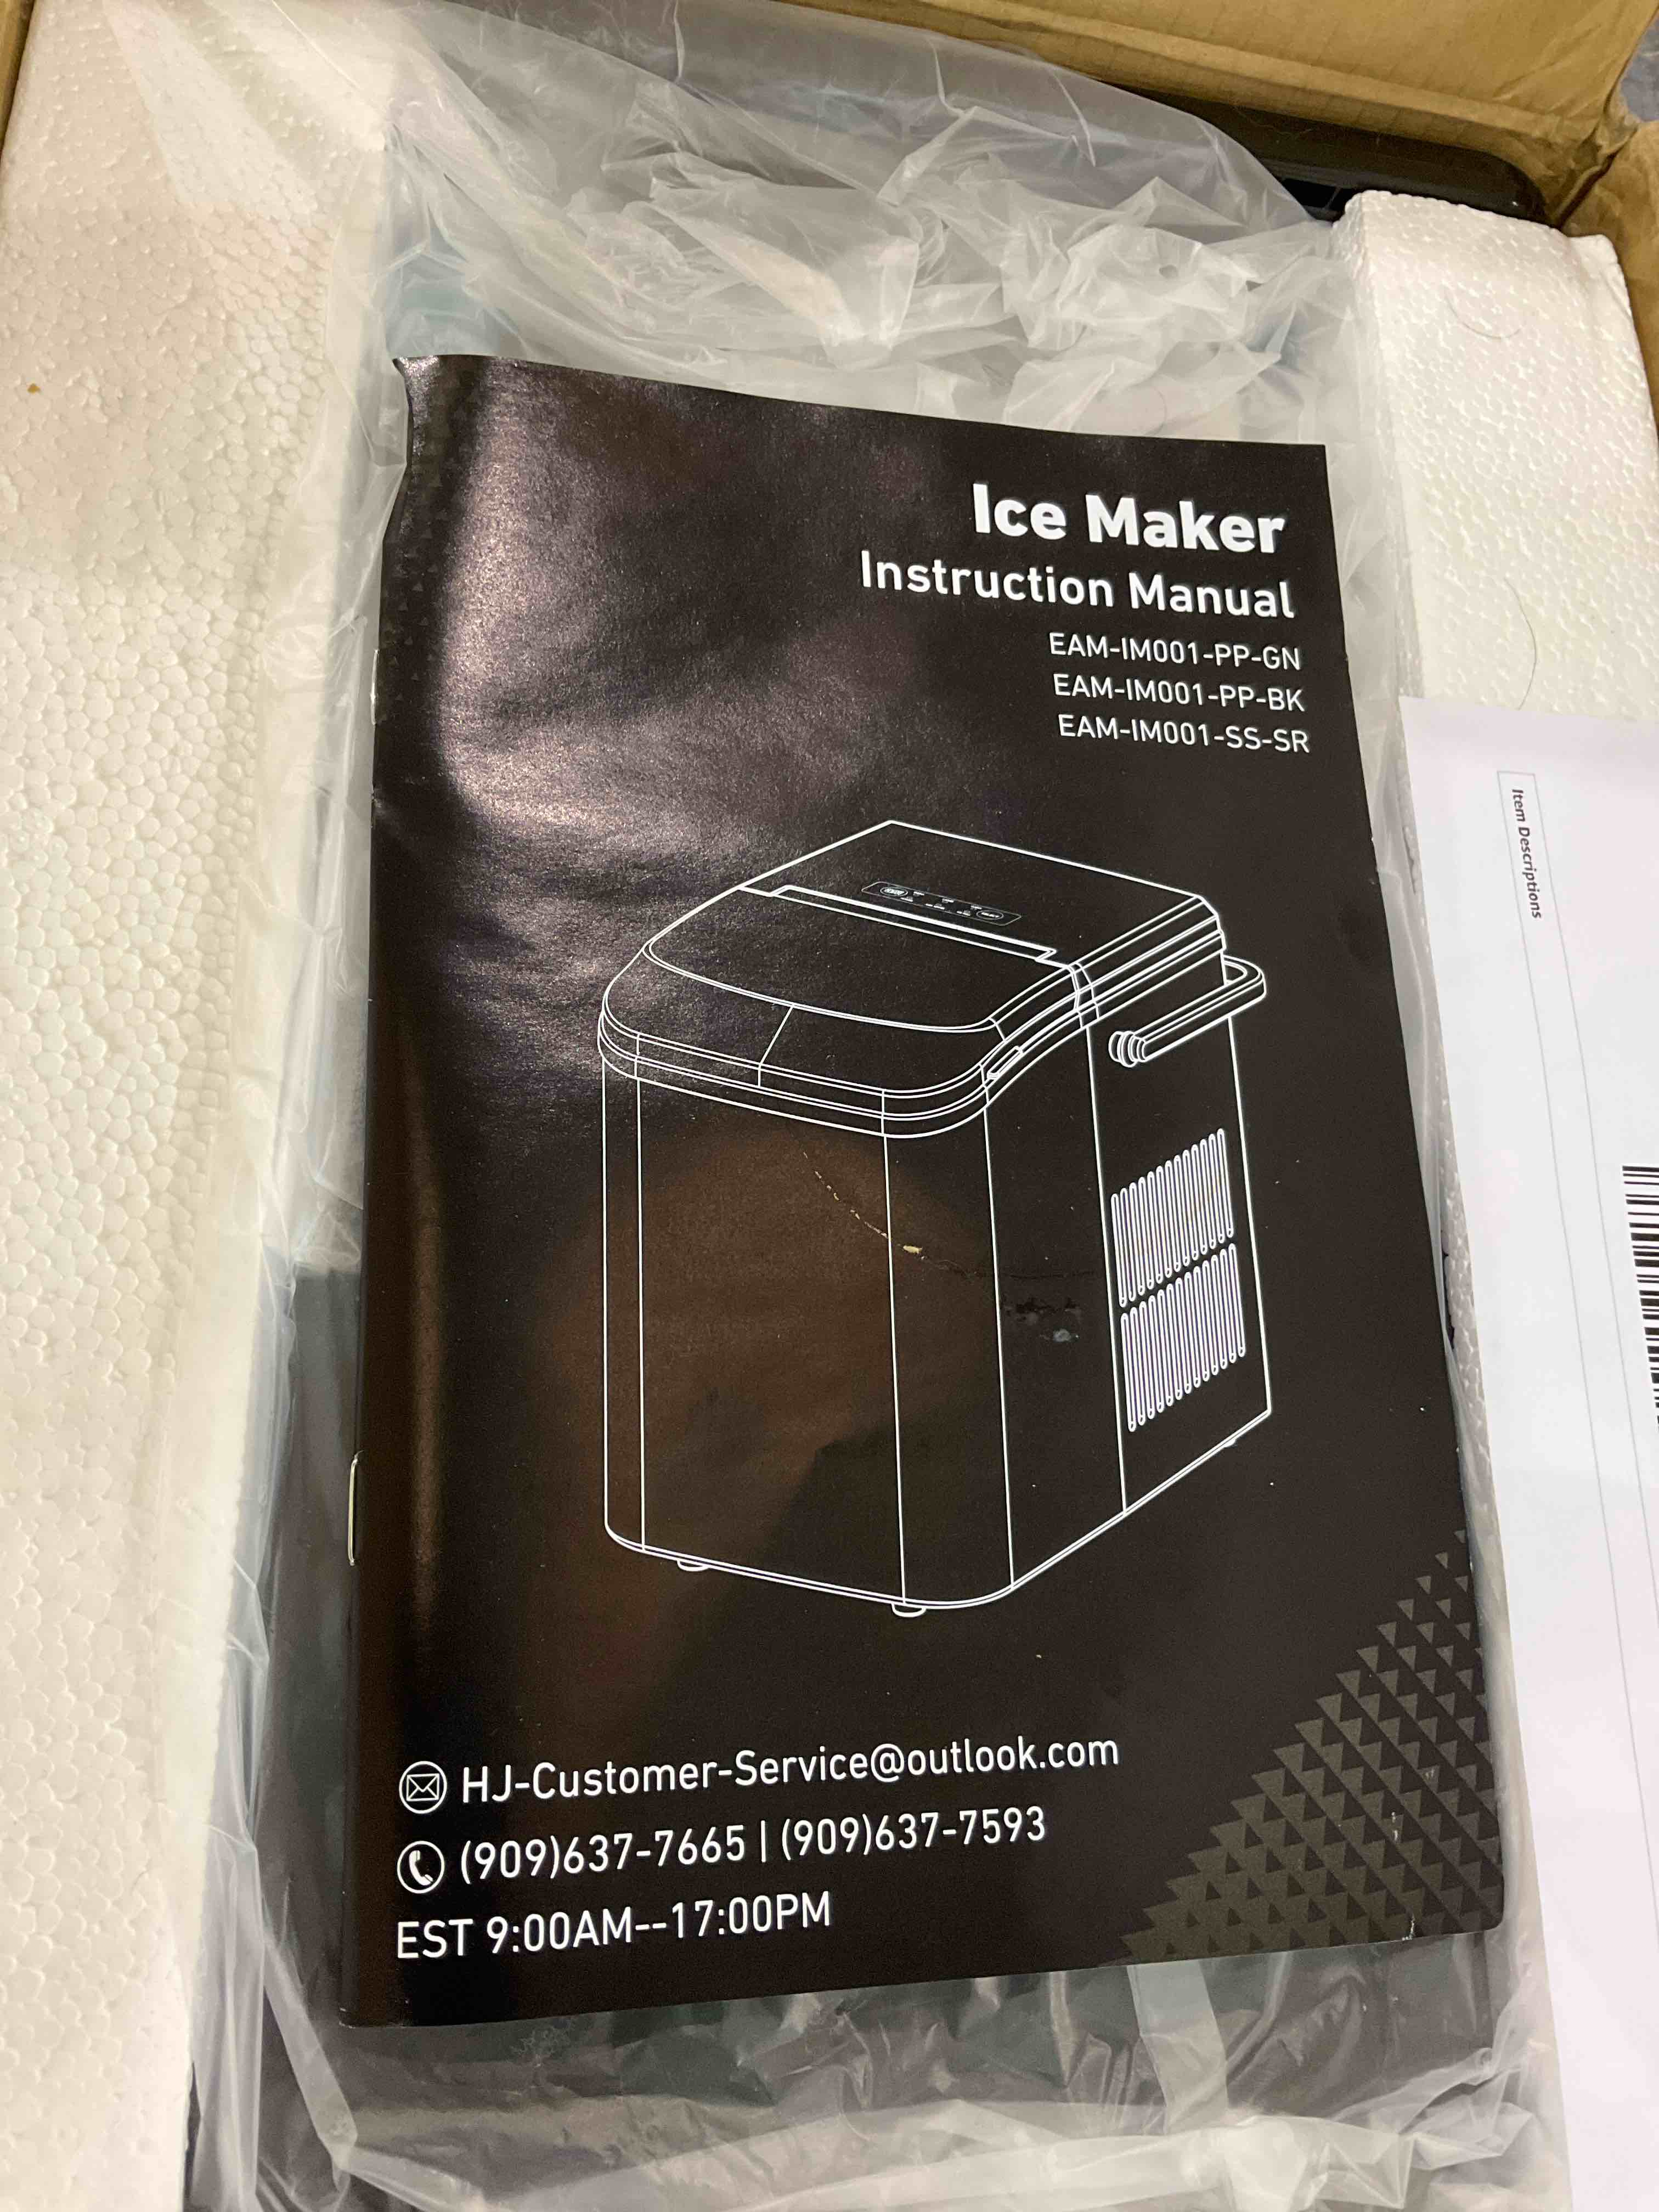 Ice Maker
Instruction Manual
EAM-IM001-PP-GN
EAM-IM001-PP-BK
EAM-IM001-SS-SR
Item Descriptions
HJ-Customer-Service@outlook.com
(909)637-7665 | (909)637-7593
EST 9:00AM--17:00PM